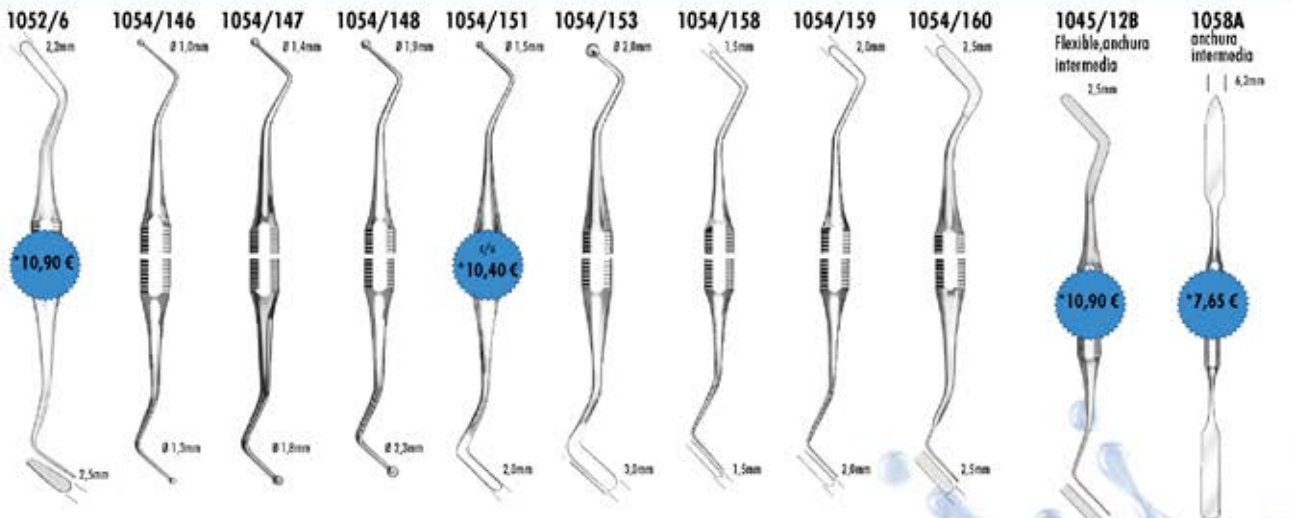 1052/6
1054/146
1054/147
1054/148
1054/151
1054/153
1054/158
1054/159
1054/160
1045/12B
Flexible,anchura
intermedia
1058A
anchura
intermedia
2,2mm
Ø 1,0mm
Ø 1,4mm
Ø 1,9mm
Ø 1,5mm
Ø 2,8mm
1,5mm
2,0mm
2,5mm
2,5mm
6,2mm
*10,90 €
c/u
*10,40 €
*10,90 €
*7,65 €
2,5mm
Ø 1,3mm
Ø 1,8mm
Ø 2,3mm
2,0mm
3,0mm
1,5mm
2,0mm
2,5mm